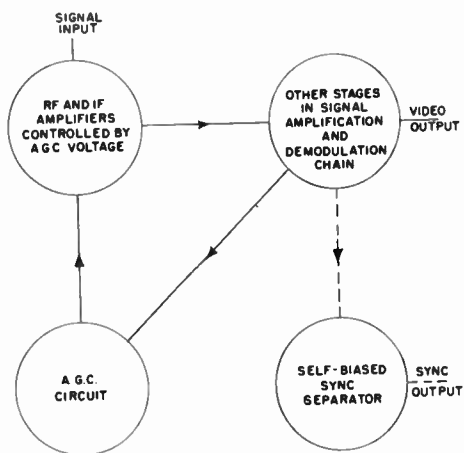 SIGNAL
INPUT
RF AND IF
AMPLIFIERS
CONTROLLED BY
AGC VOLTAGE
OTHER STAGES
IN SIGNAL
AMPLIFICATION
AND
DEMODULATION
CHAIN
VIDEO
OUTPUT
A.G.C.
CIRCUIT
SELF-BIASED
SYNC
SEPARATOR
SYNC
OUTPUT